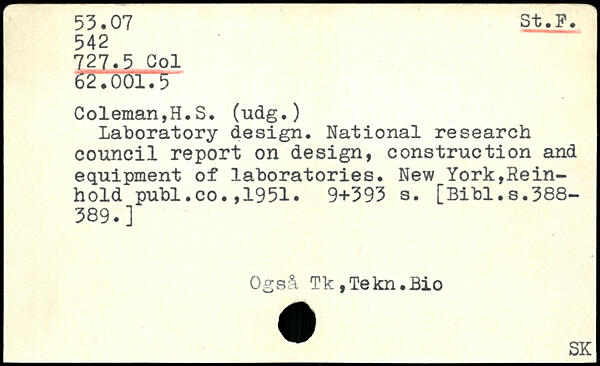 53.07 St.F.
542
727.5 Col
62.001.5
Coleman,H.S. (udg.)
Laboratory design. National research
council report on design, construction and
equipment of laboratories. New York,Rein-
hold publ.co.,1951. 9+393 s. [Bibl.s.388-
389.]
Også Tk,Tekn.Bio
SK